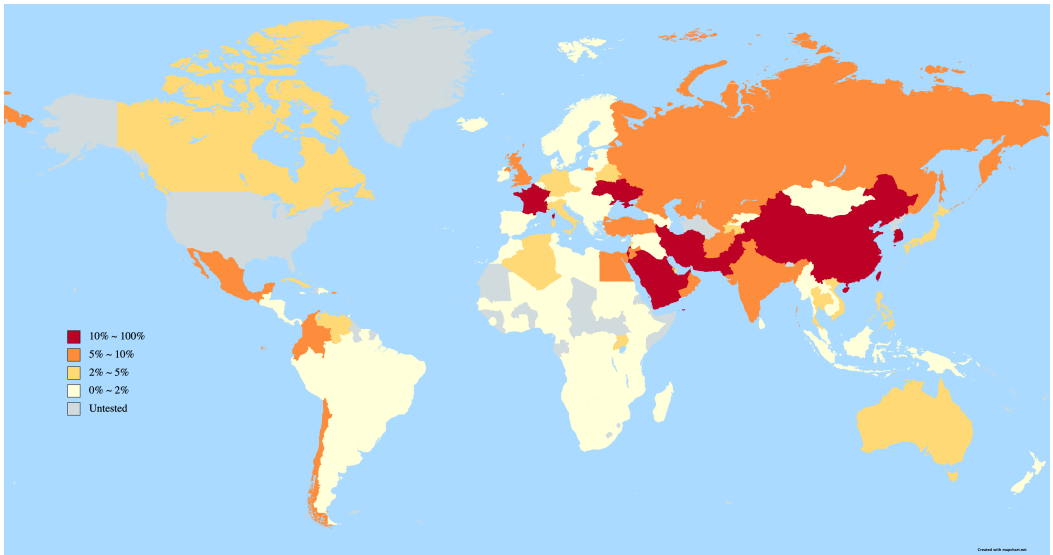 10% ~ 100%
5% ~ 10%
2% ~ 5%
0% ~ 2%
Untested
Created with mapchart.net